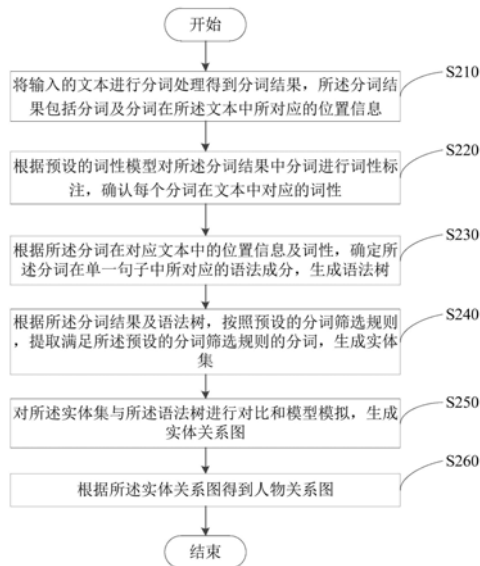 开始
将输入的文本进行分词处理得到分词结果，所述分词结
果包括分词及分词在所述文本中所对应的位置信息
S210
根据预设的词性模型对所述分词结果中分词进行词性标
注，确认每个分词在文本中对应的词性
S220
根据所述分词在对应文本中的位置信息及词性，确定所
述分词在单一句子中所对应的语法成分，生成语法树
S230
根据所述分词结果及语法树，按照预设的分词筛选规则
，提取满足所述预设的分词筛选规则的分词，生成实体
集
S240
对所述实体集与所述语法树进行对比和模型模拟，生成
实体关系图
S250
根据所述实体关系图得到人物关系图
S260
结束